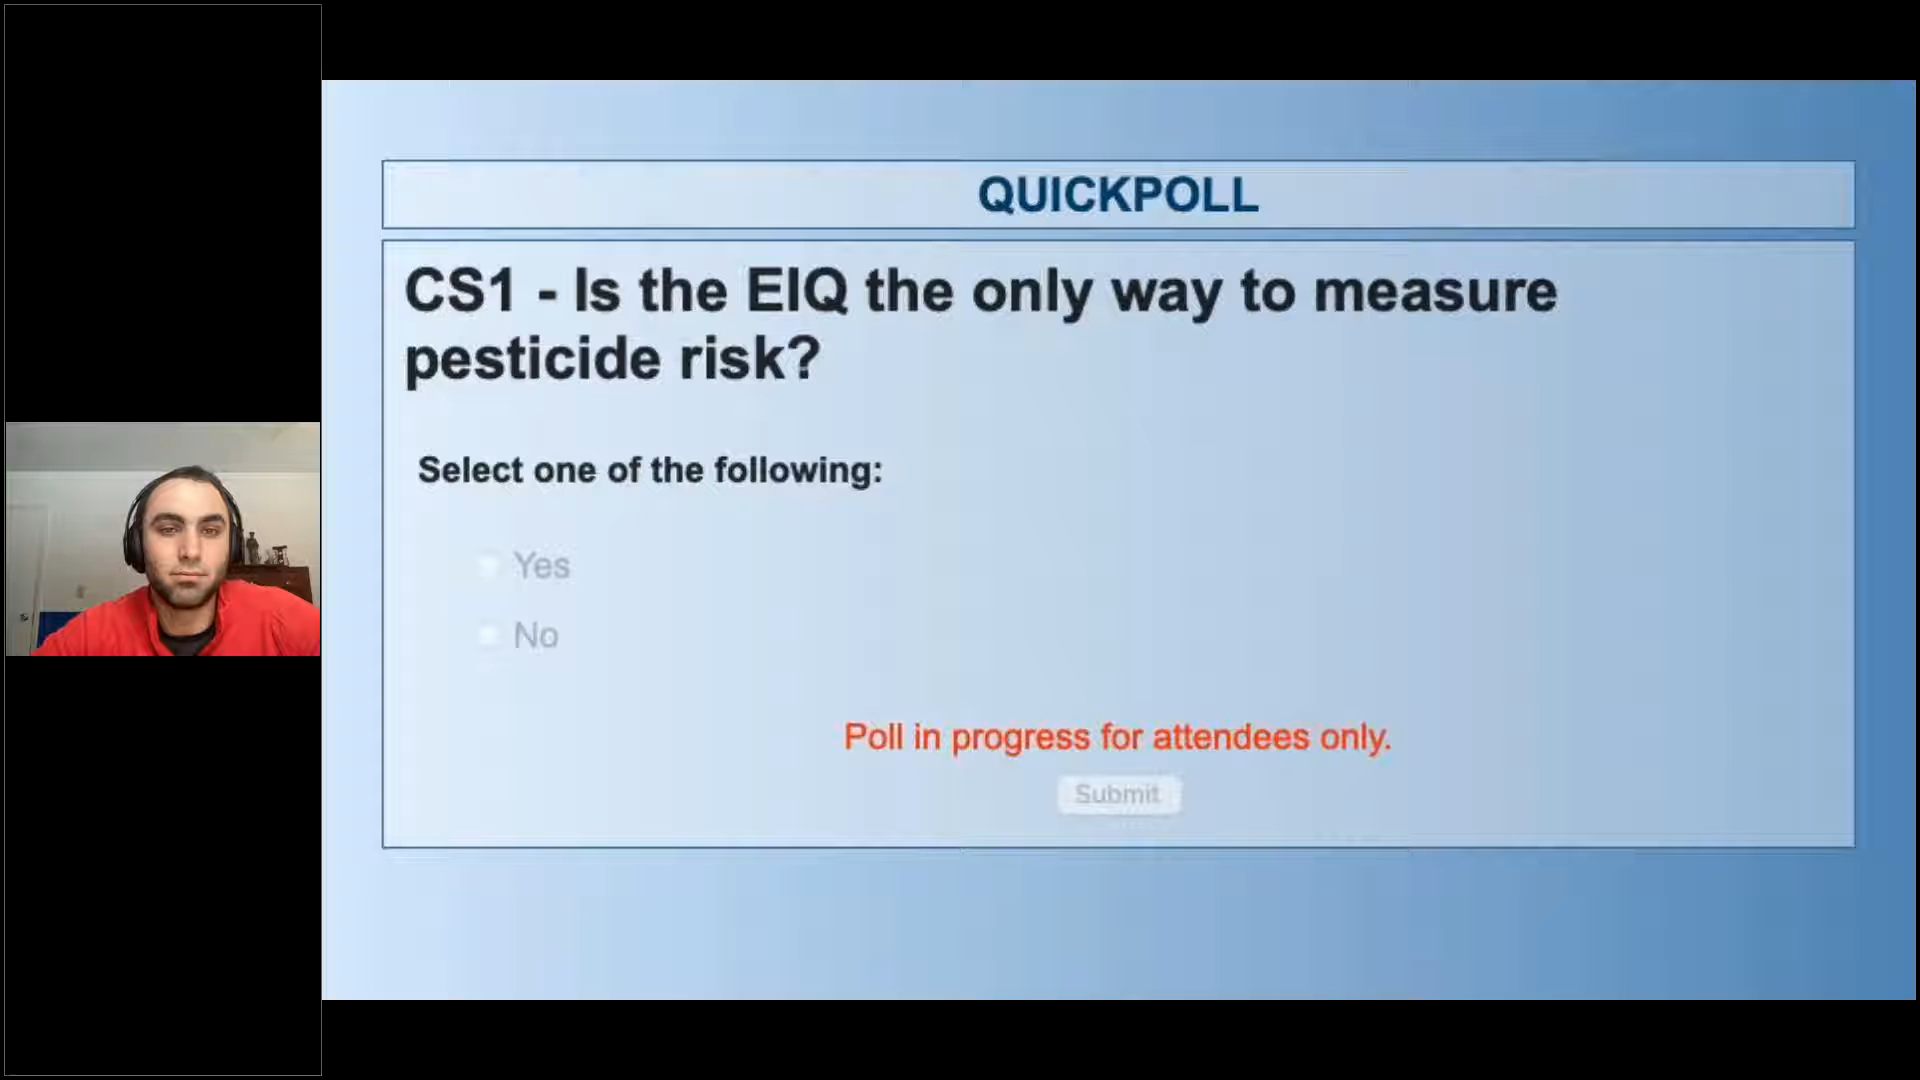 QUICKPOLL
CS1 - Is the EIQ the only way to measure
pesticide risk?
Select one of the following:
Yes
No
Poll in progress for attendees only.
Submit